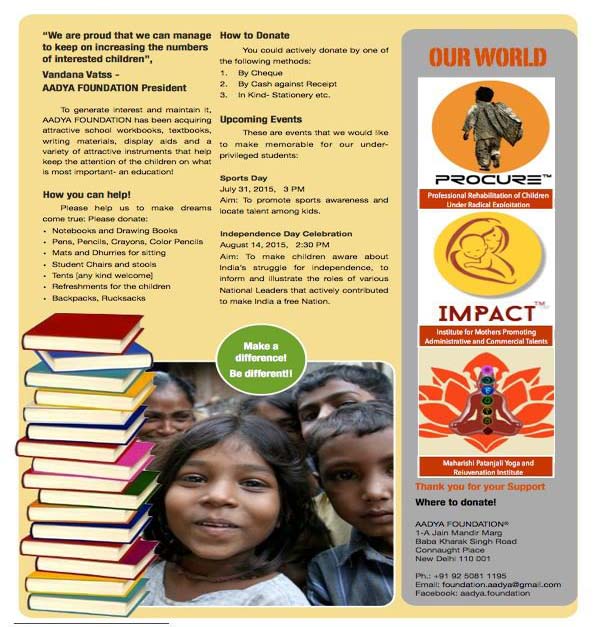 "We are proud that we can manage
to keep on increasing the numbers
of interested children",
Vandana Vatss -
AADYA FOUNDATION President
To generate interest and maintain it,
AADYA FOUNDATION has been acquiring
attractive school workbooks, textbooks,
writing materials, display aids and a
variety of attractive instruments that help
keep the attention of the children on what
is most important- an education!
How you can help!
Please help us to make dreams
come true: Please donate:
• Notebooks and Drawing Books
• Pens, Pencils, Crayons, Color Pencils
• Mats and Dhurries for sitting
• Student Chairs and stools
• Tents [any kind welcome]
• Refreshments for the children
• Backpacks, Rucksacks
How to Donate
You could actively donate by one of
the following methods:
1. By Cheque
2. By Cash against Receipt
3. In Kind- Stationery etc.
Upcoming Events
These are events that we would like
to make memorable for our under-
privileged students:
Sports Day
July 31, 2015, 3 PM
Aim: To promote sports awareness and
locate talent among kids.
Independence Day Celebration
August 14, 2015, 2:30 PM
Aim: To make children aware about
India's struggle for independence, to
inform and illustrate the roles of various
National Leaders that actively contributed
to make India a free Nation.
Make a
difference!
Be different!!
OUR WORLD
PROCURE™
Professional Rehabilitation of Children
Under Radical Exploitation
IMPACT™
Institute for Mothers Promoting
Administrative and Commercial Talents
Maharishi Patanjali Yoga and
Rejuvenation Institute
Thank you for your Support
Where to donate!
AADYA FOUNDATION®
1-A Jain Mandir Marg
Baba Kharak Singh Road
Connaught Place
New Delhi 110 001
Ph.: +91 92 5081 1195
Email: foundation.aadya@gmail.com
Facebook: aadya.foundation